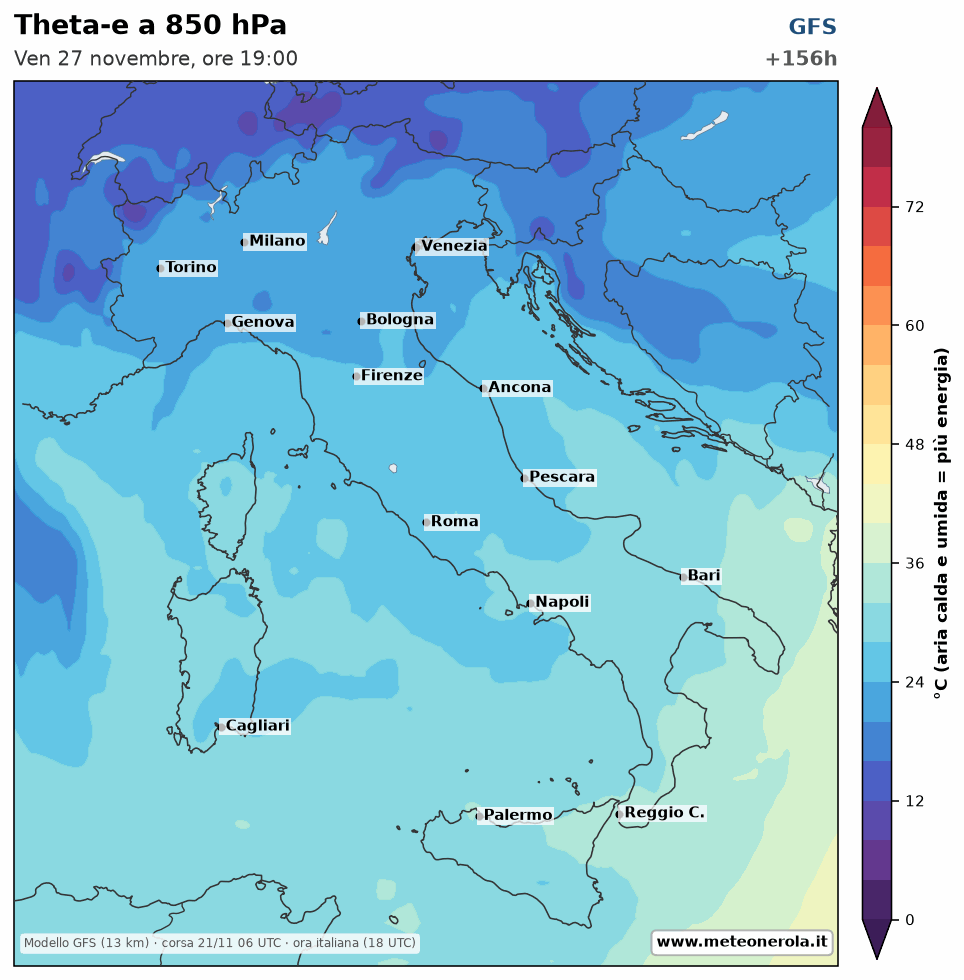 Theta-e a 850 hPa
GFS
Ven 27 novembre, ore 19:00
+156h
Milano
Venezia
Torino
Genova
Bologna
Firenze
Ancona
Pescara
Roma
Bari
Napoli
Cagliari
Palermo
Reggio C.
72
60
48
36
24
12
0
°C (aria calda e umida = più energia)
Modello GFS (13 km) · corsa 21/11 06 UTC · ora italiana (18 UTC)
www.meteonerola.it